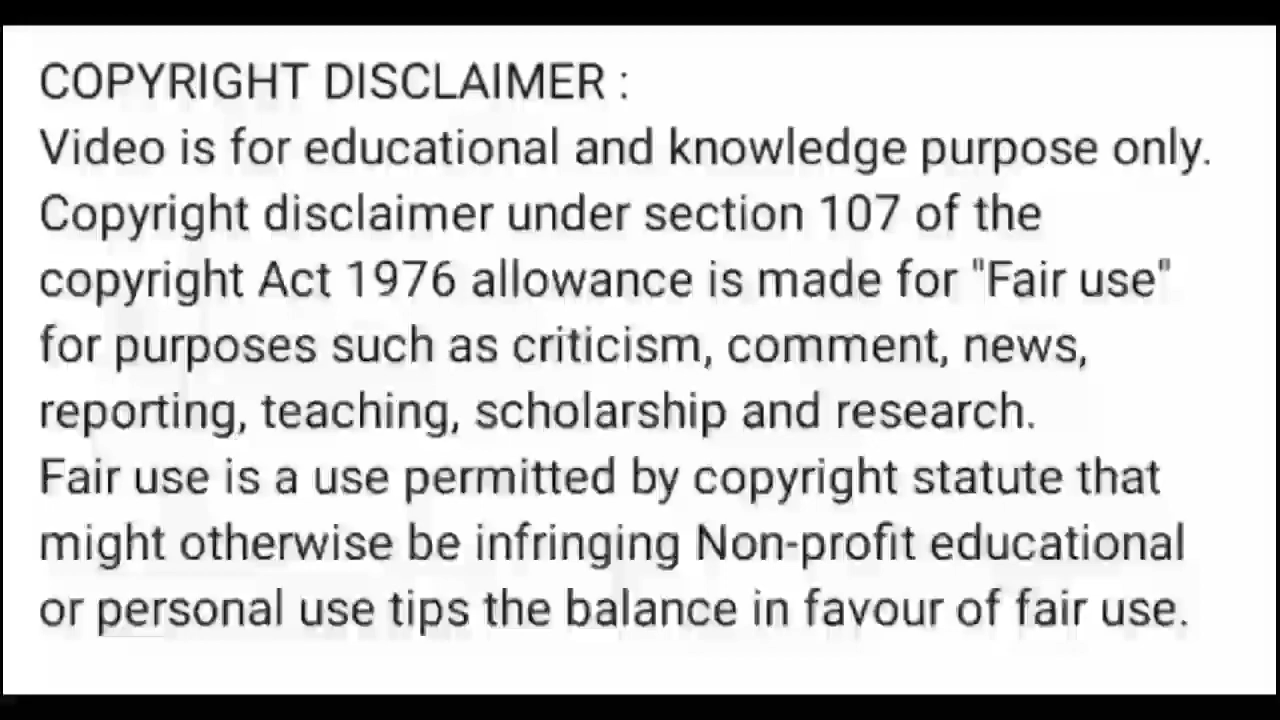 COPYRIGHT DISCLAIMER :
Video is for educational and knowledge purpose only.
Copyright disclaimer under section 107 of the
copyright Act 1976 allowance is made for "Fair use"
for purposes such as criticism, comment, news,
reporting, teaching, scholarship and research.
Fair use is a use permitted by copyright statute that
might otherwise be infringing Non-profit educational
or personal use tips the balance in favour of fair use.